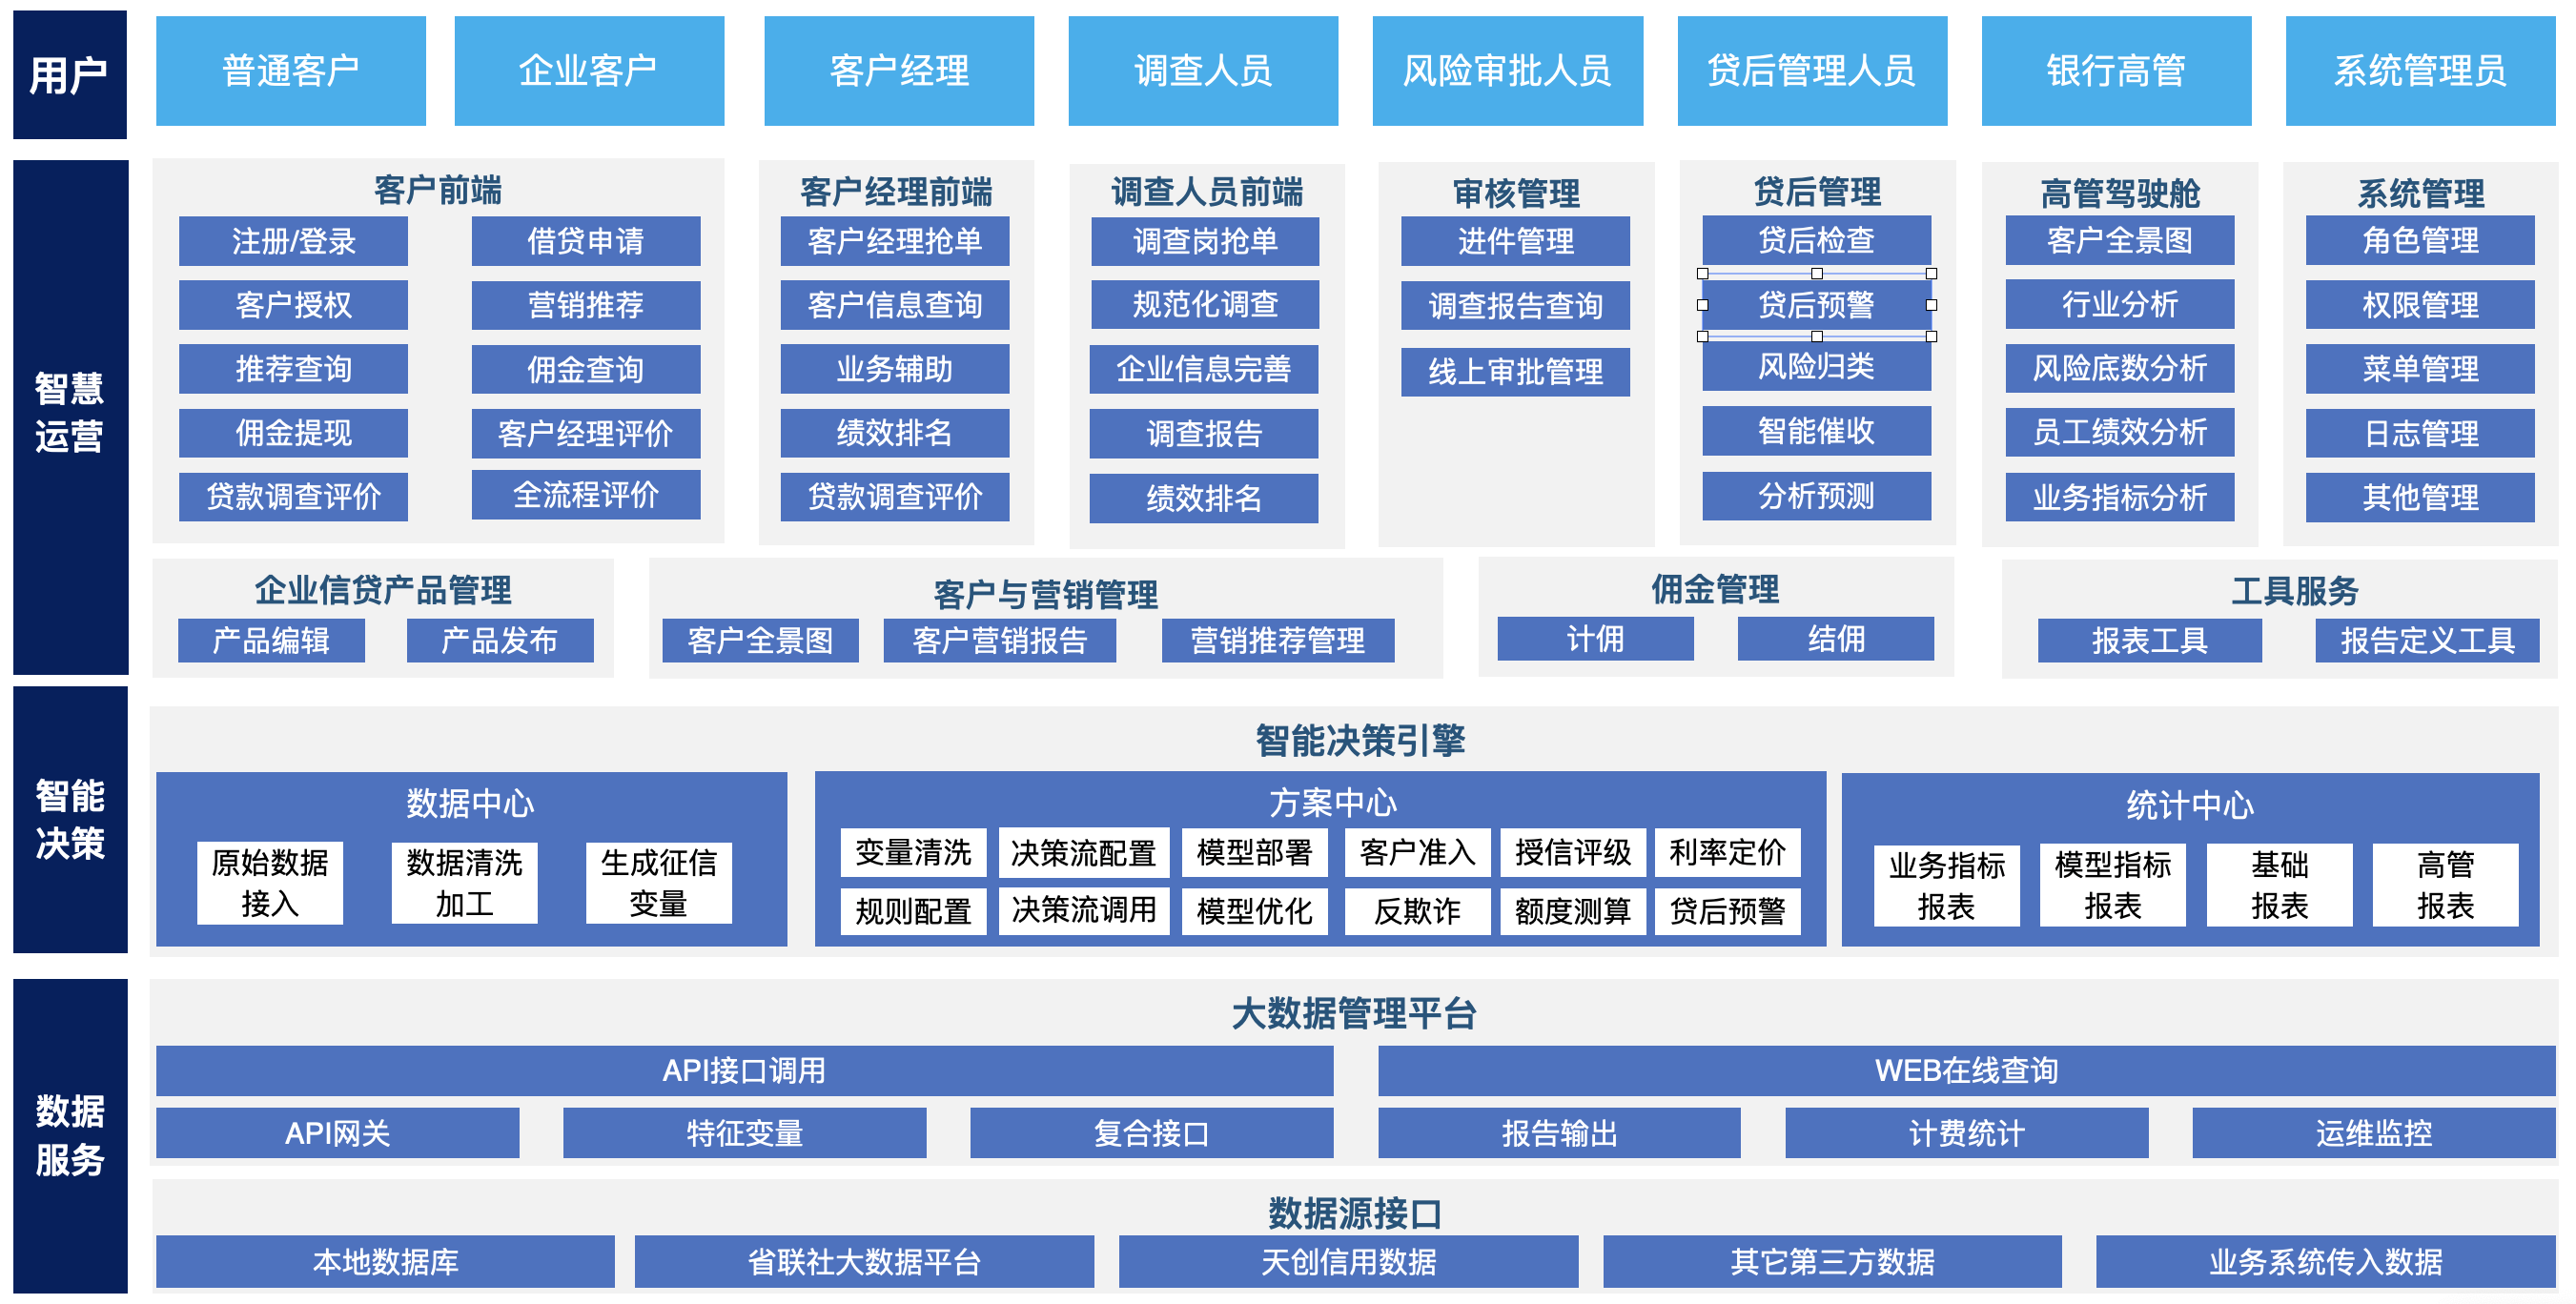 用户
普通客户
企业客户
客户经理
调查人员
风险审批人员
贷后管理人员
银行高管
系统管理员
智慧
运营
客户前端
注册/登录
借贷申请
客户授权
营销推荐
推荐查询
佣金查询
佣金提现
客户经理评价
贷款调查评价
全流程评价
客户经理前端
客户经理抢单
客户信息查询
业务辅助
绩效排名
贷款调查评价
调查人员前端
调查岗抢单
规范化调查
企业信息完善
调查报告
绩效排名
审核管理
进件管理
调查报告查询
线上审批管理
贷后管理
贷后检查
贷后预警
风险归类
智能催收
分析预测
高管驾驶舱
客户全景图
行业分析
风险底数分析
员工绩效分析
业务指标分析
系统管理
角色管理
权限管理
菜单管理
日志管理
其他管理
企业信贷产品管理
产品编辑
产品发布
客户与营销管理
客户全景图
客户营销报告
营销推荐管理
佣金管理
计佣
结佣
工具服务
报表工具
报告定义工具
智能
决策
智能决策引擎
数据中心
原始数据
接入
数据清洗
加工
生成征信
变量
方案中心
变量清洗
决策流配置
模型部署
客户准入
授信评级
利率定价
规则配置
决策流调用
模型优化
反欺诈
额度测算
贷后预警
统计中心
业务指标
报表
模型指标
报表
基础
报表
高管
报表
数据
服务
大数据管理平台
API接口调用
WEB在线查询
API网关
特征变量
复合接口
报告输出
计费统计
运维监控
数据源接口
本地数据库
省联社大数据平台
天创信用数据
其它第三方数据
业务系统传入数据